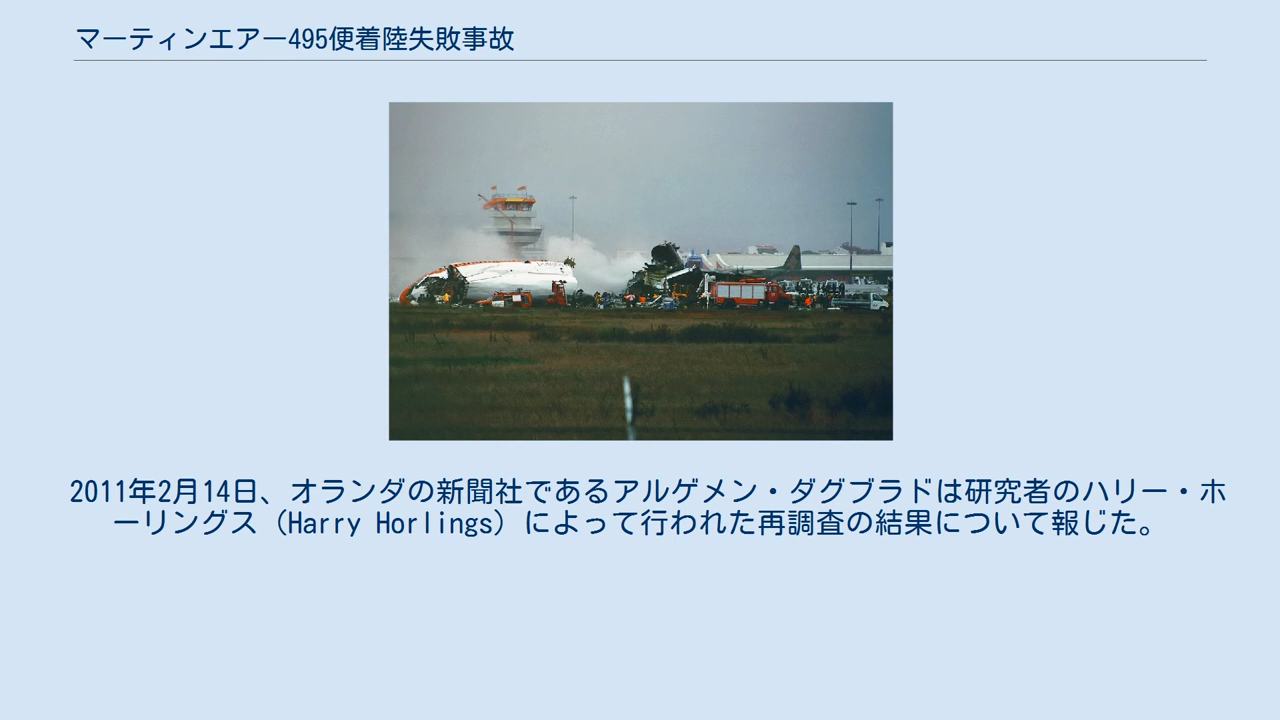 マーティンエアー495便着陸失敗事故
2011年2月14日、オランダの新聞社であるアルゲメン・ダグブラドは研究者のハリー・ホ
ーリングス（Harry Horlings）によって行われた再調査の結果について報じた。